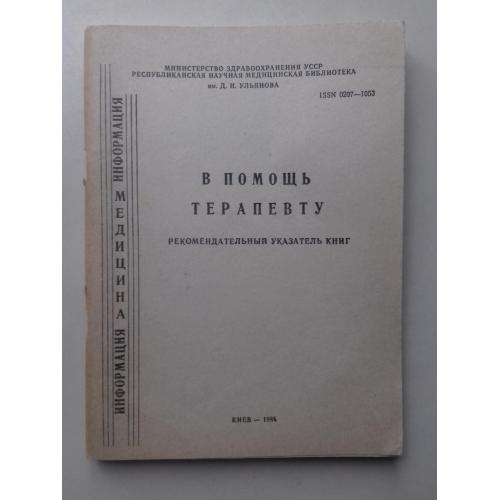 МИНИСТЕРСТВО ЗДРАВООХРАНЕНИЯ УССР
РЕСПУБЛИКАНСКАЯ НАУЧНАЯ МЕДИЦИНСКАЯ БИБЛИОТЕКА
им. Д. И. УЛЬЯНОВА
ISSN 0207—1053
В ПОМОЩЬ
ТЕРАПЕВТУ
РЕКОМЕНДАТЕЛЬНЫЙ УКАЗАТЕЛЬ КНИГ
ИНФОРМАЦИЯ МЕДИЦИНА ИНФОРМАЦИЯ
КИЕВ —